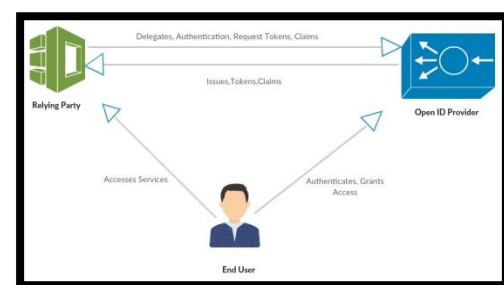 Delegates, Authentication, Request Tokens, Claims
Issues,Tokens,Claims
Relying Party
Open ID Provider
Accesses Services
Authenticates, Grants
Access
End User